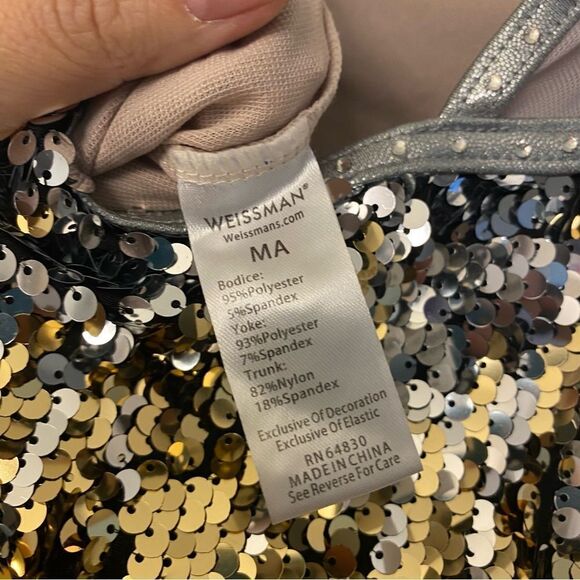 WEISSMAN®
Weissmans.com
MA
Bodice:
95%Polyester
5%Spandex
Yoke:
93%Polyester
7%Spandex
Trunk:
82%Nylon
18%Spandex
Exclusive Of Decoration
Exclusive Of Elastic
RN 64830
MADE IN CHINA
See Reverse For Care